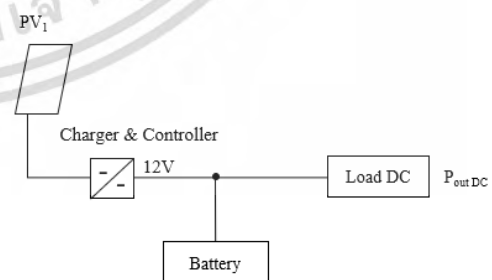 PV₁
Charger & Controller
12V
Load DC
Pout DC
Battery